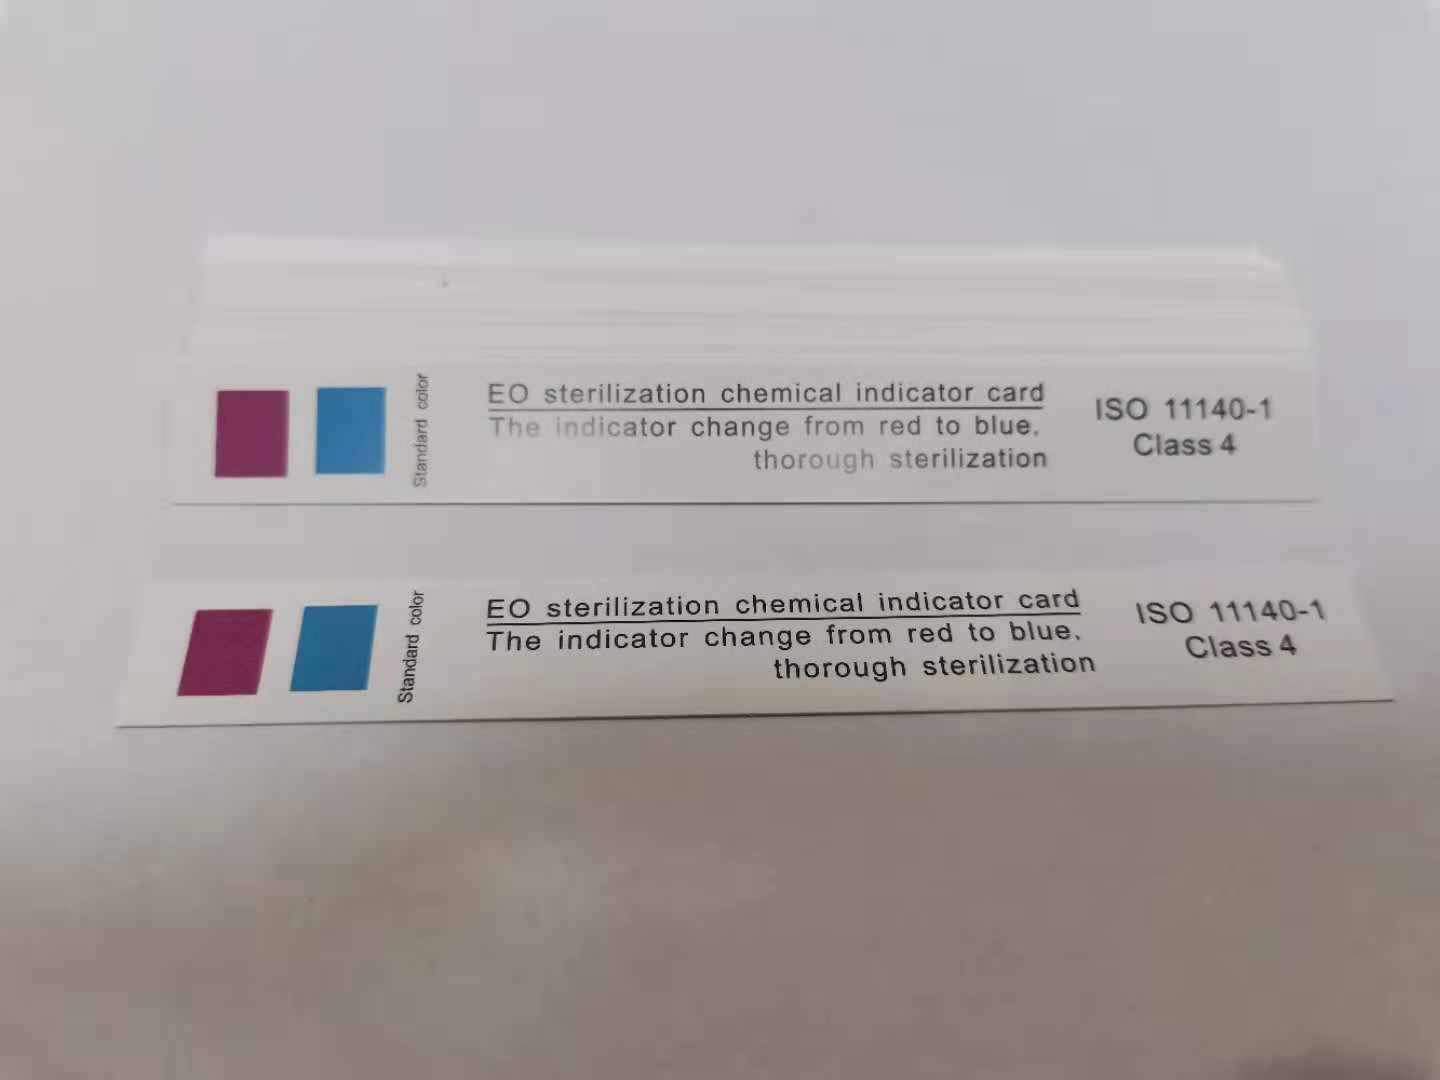 Standard color
EO sterilization chemical indicator card
The indicator change from red to blue,
thorough sterilization
ISO 11140-1
Class 4
Standard color
EO sterilization chemical indicator card
The indicator change from red to blue,
thorough sterilization
ISO 11140-1
Class 4